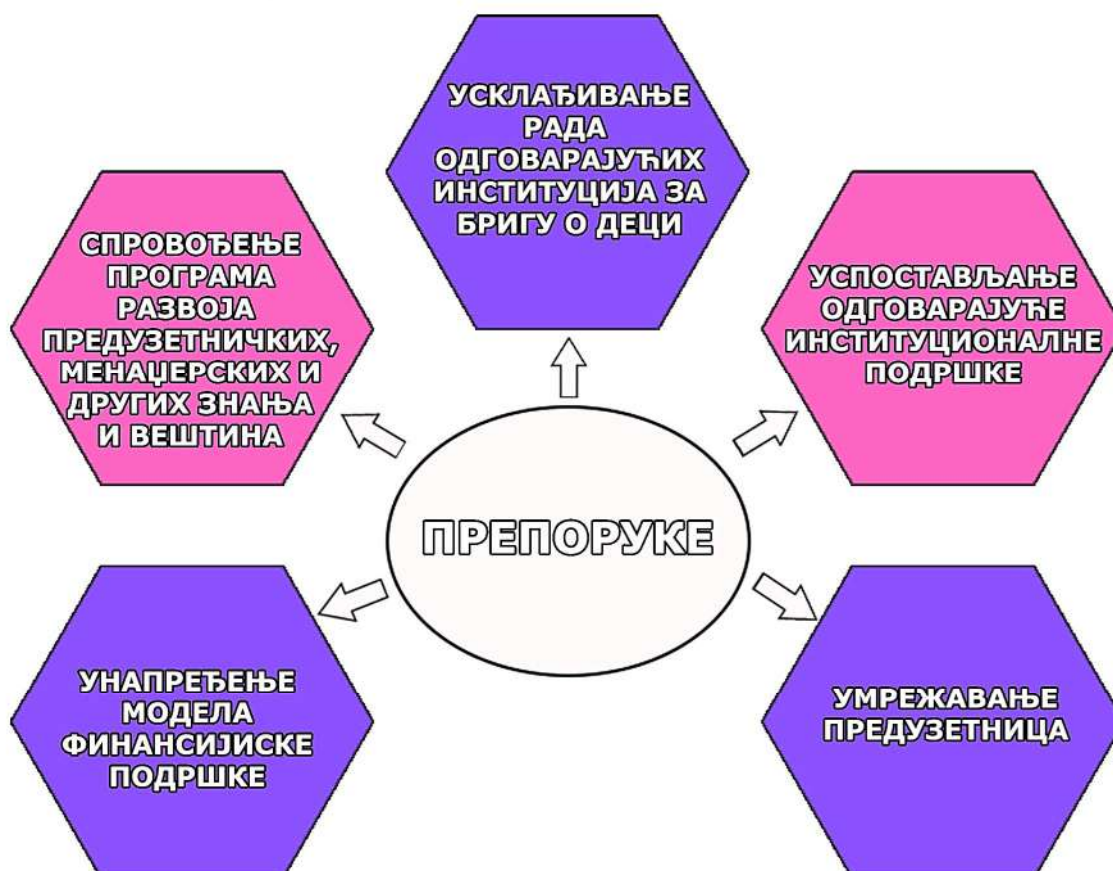 УСКЛАЂИВАЊЕ
РАДА
ОДГОВАРАЈУЋИХ
ИНСТИТУЦИЈА ЗА
БРИГУ О ДЕЦИ
СПРОВОЂЕЊЕ
ПРОГРАМА
РАЗВОЈА
ПРЕДУЗЕТНИЧКИХ,
МЕНАЏЕРСКИХ И
ДРУГИХ ЗНАЊА
И ВЕШТИНА
УСПОСТАВЉАЊЕ
ОДГОВАРАЈУЋЕ
ИНСТИТУЦИОНАЛНЕ
ПОДРШКЕ
ПРЕПОРУКЕ
УНАПРЕЂЕЊЕ
МОДЕЛА
ФИНАНСИЈИСКЕ
ПОДРШКЕ
УМРЕЖАВАЊЕ
ПРЕДУЗЕТНИЦА